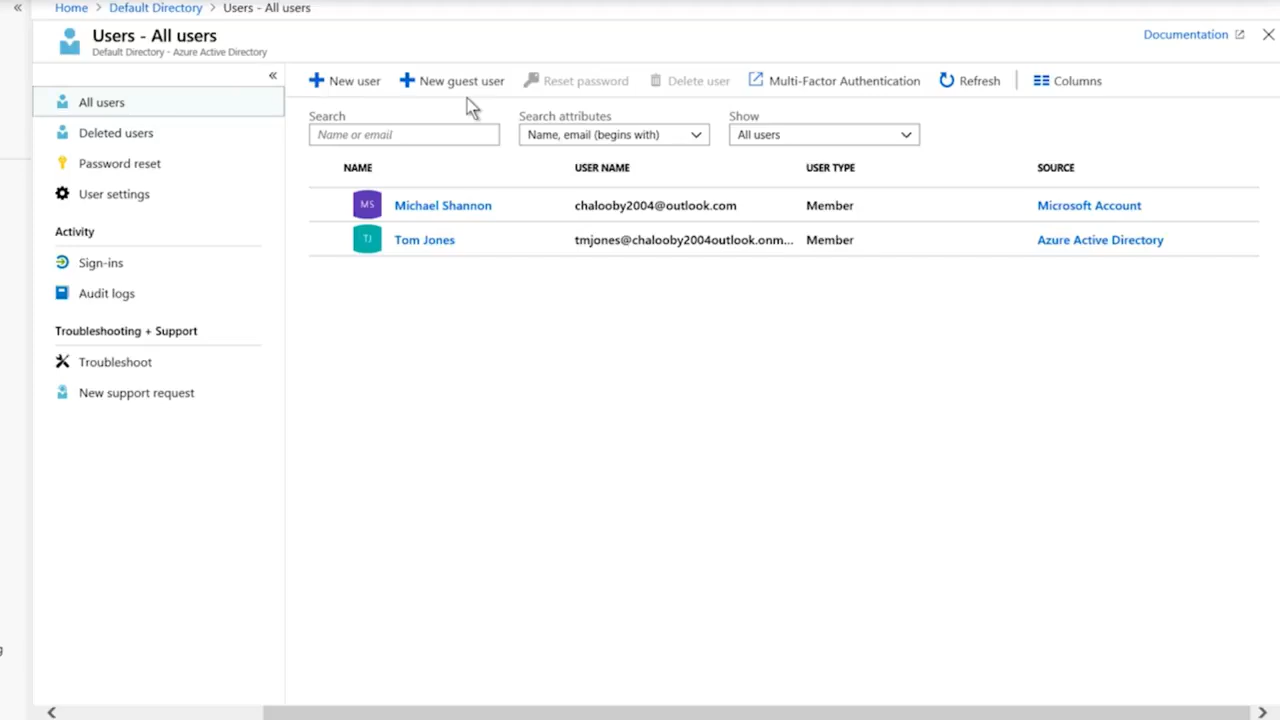 Home > Default Directory > Users - All users
Users - All users
Default Directory - Azure Active Directory
Documentation
New user
New guest user
Reset password
Delete user
Multi-Factor Authentication
Refresh
Columns
All users
Deleted users
Password reset
User settings
Activity
Sign-ins
Audit logs
Troubleshooting + Support
Troubleshoot
New support request
Search
Name or email
Search attributes
Name, email (begins with)
Show
All users
NAME USER NAME USER TYPE SOURCE
MS Michael Shannon chalooby2004@outlook.com Member Microsoft Account
TJ Tom Jones tmjones@chalooby2004outlook.onm... Member Azure Active Directory